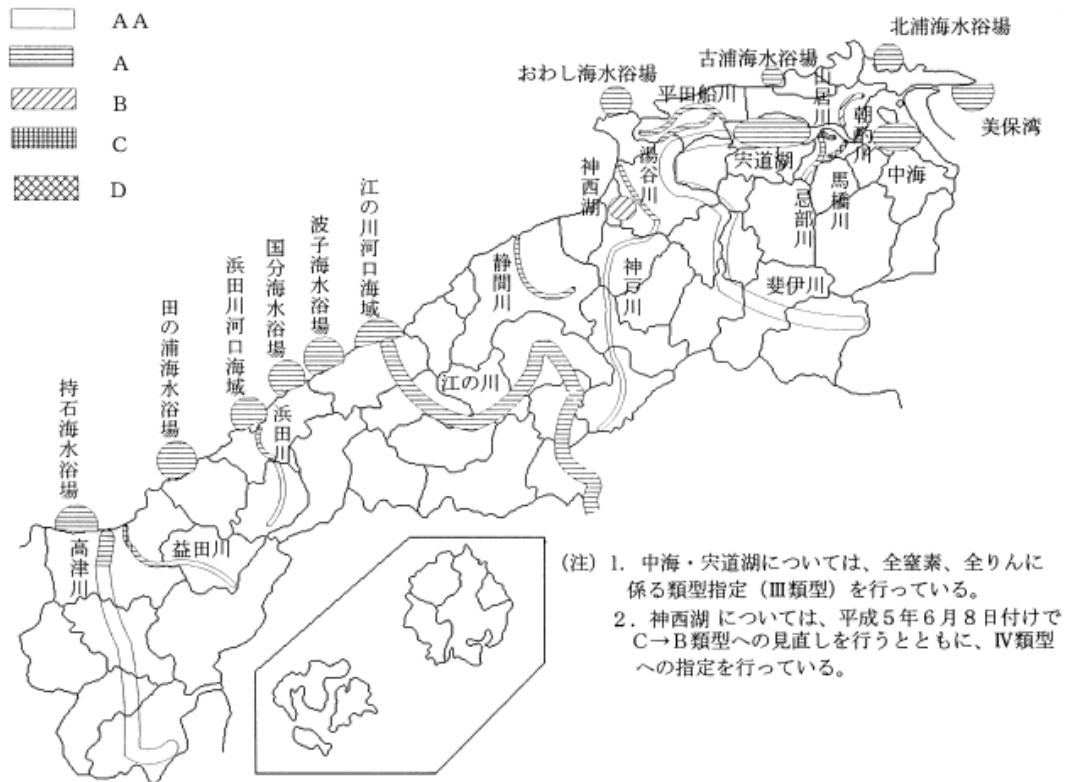 AA
A
B
C
D
北浦海水浴場
古浦海水浴場
おわし海水浴場
平田船川
山居川
朝酌川
美保湾
湯谷川
宍道湖
中海
神西湖
馬橋川
忌部川
江の川河口海域
波子海水浴場
国分海水浴場
浜田川河口海域
田の浦海水浴場
持石海水浴場
静間川
神戸川
斐伊川
江の川
浜田川
益田川
高津川
(注) 1. 中海・宍道湖については、全窒素、全りんに
係る類型指定(Ⅲ類型)を行っている。
2. 神西湖 については、平成5年6月8日付けで
C→B類型への見直しを行うとともに、Ⅳ類型
への指定を行っている。